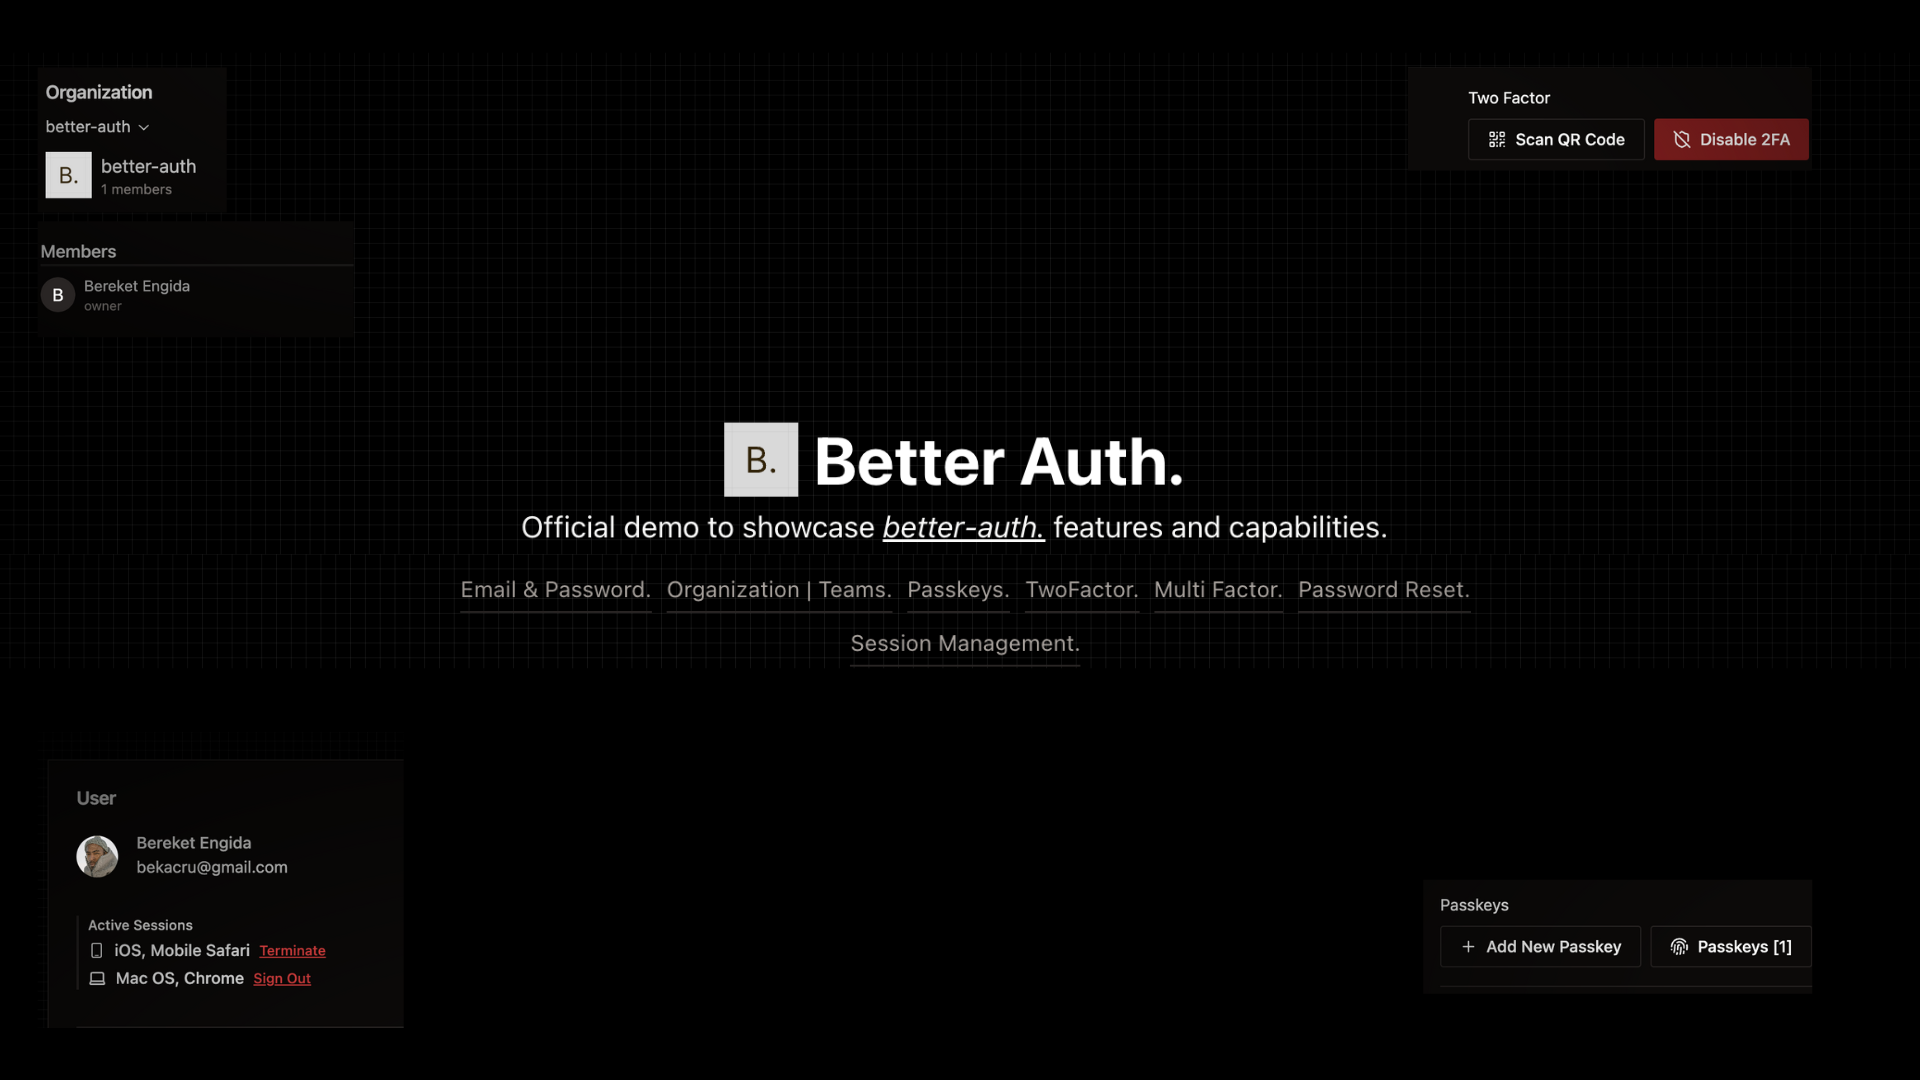 Organization
better-auth
B.
better-auth
1 members
Members
B
Bereket Engida
owner
Two Factor
Scan QR Code
Disable 2FA
B.
Better Auth.
Official demo to showcase better-auth. features and capabilities.
Email & Password. Organization | Teams. Passkeys. TwoFactor. Multi Factor. Password Reset.
Session Management.
User
Bereket Engida
bekacru@gmail.com
Active Sessions
iOS, Mobile Safari Terminate
Mac OS, Chrome Sign Out
Passkeys
Add New Passkey
Passkeys [1]